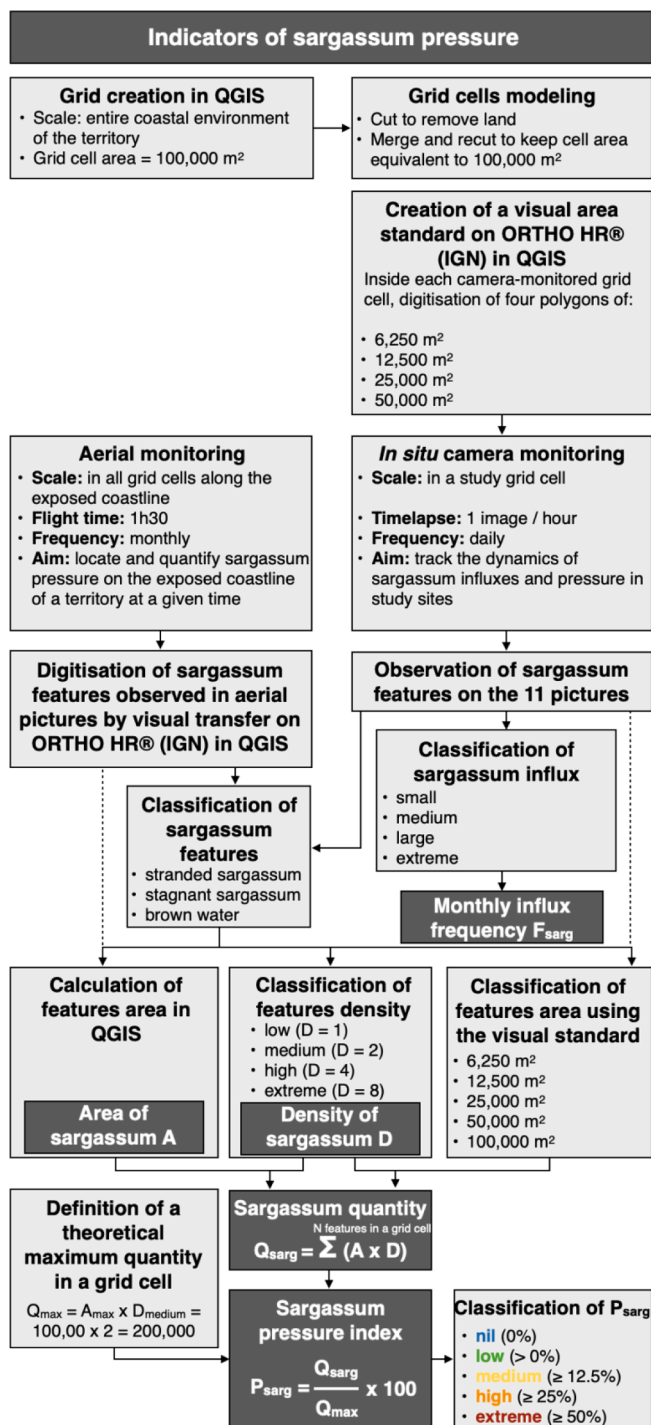 Indicators of sargassum pressure
Grid creation in QGIS
• Scale: entire coastal environment
of the territory
• Grid cell area = 100,000 m²
Grid cells modeling
• Cut to remove land
• Merge and recut to keep cell area
equivalent to 100,000 m²
Creation of a visual area
standard on ORTHO HR®
(IGN) in QGIS
Inside each camera-monitored grid
cell, digitisation of four polygons of:
• 6,250 m²
• 12,500 m²
• 25,000 m²
• 50,000 m²
Aerial monitoring
• Scale: in all grid cells along the
exposed coastline
• Flight time: 1h30
• Frequency: monthly
• Aim: locate and quantify sargassum
pressure on the exposed coastline
of a territory at a given time
In situ camera monitoring
• Scale: in a study grid cell
• Timelapse: 1 image / hour
• Frequency: daily
• Aim: track the dynamics of
sargassum influxes and pressure in
study sites
Digitisation of sargassum
features observed in aerial
pictures by visual transfer on
ORTHO HR® (IGN) in QGIS
Observation of sargassum
features on the 11 pictures
Classification of
sargassum influx
• small
• medium
• large
• extreme
Classification of
sargassum
features
• stranded sargassum
• stagnant sargassum
• brown water
Monthly influx
frequency Fsarg
Calculation of
features area in
QGIS
Area of
sargassum A
Classification of
features density
• low (D = 1)
• medium (D = 2)
• high (D = 4)
• extreme (D = 8)
Density of
sargassum D
Classification of
features area using
the visual standard
• 6,250 m²
• 12,500 m²
• 25,000 m²
• 50,000 m²
• 100,000 m²
Definition of a
theoretical
maximum quantity
in a grid cell
Qmax = Amax x Dmedium =
100,00 x 2 = 200,000
Sargassum quantity
N features in a grid cell
Qsarg = Σ (A x D)
Sargassum
pressure index
Psarg = Qsarg / Qmax x 100
Classification of Psarg
• nil (0%)
• low (> 0%)
• medium (≥ 12.5%)
• high (≥ 25%)
• extreme (≥ 50%)